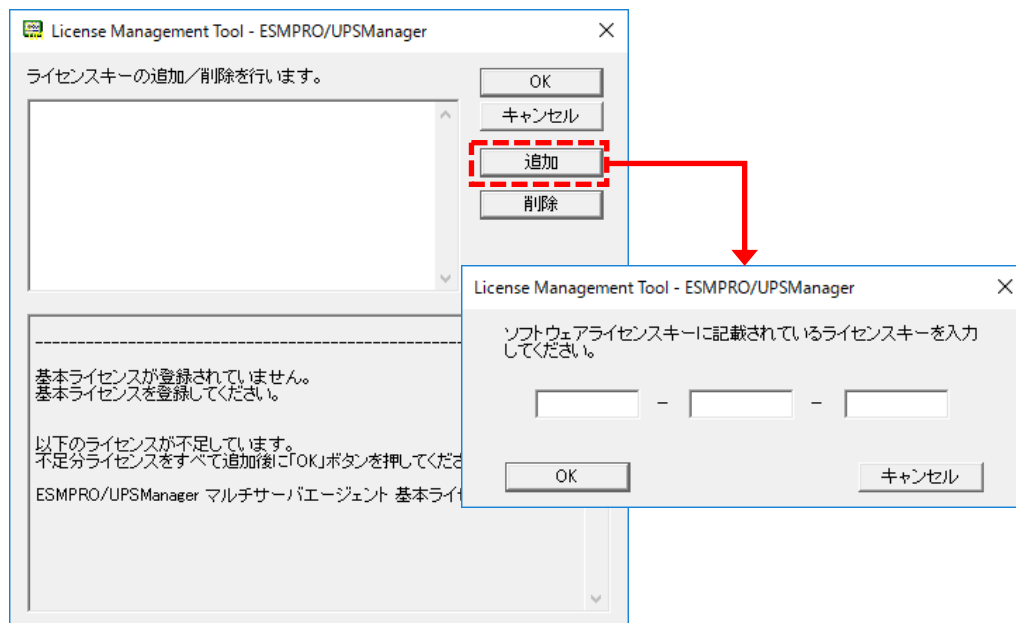 License Management Tool - ESMPRO/UPSManager
ライセンスキーの追加／削除を行います。
OK
キャンセル
追加
削除
-----------------------------------------------------
基本ライセンスが登録されていません。
基本ライセンスを登録してください。
以下のライセンスが不足しています。
不足分ライセンスをすべて追加後に「OK」ボタンを押してくださ
ESMPRO/UPSManager マルチサーバエージェント 基本ライ
License Management Tool - ESMPRO/UPSManager
ソフトウェアライセンスキーに記載されているライセンスキーを入力
してください。
- -
OK
キャンセル